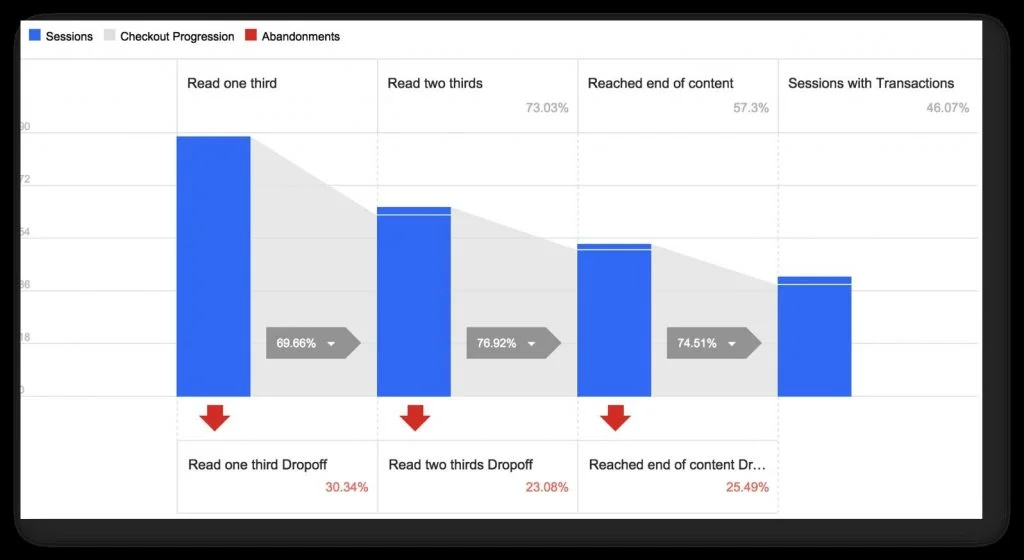 Sessions Checkout Progression Abandonments
Read one third Read two thirds Reached end of content Sessions with Transactions
73.03% 57.3% 46.07%
90
72
54
36
18
0
69.66% 76.92% 74.51%
Read one third Dropoff Read two thirds Dropoff Reached end of content Dr...
30.34% 23.08% 25.49%